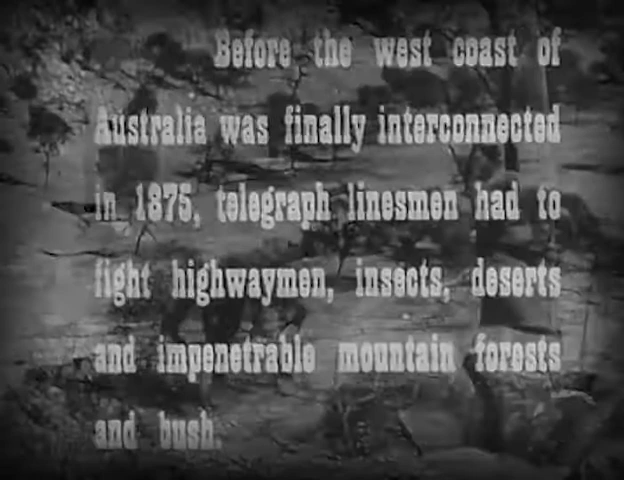 Before the west coast of
Australia was finally interconnected
in 1875, telegraph linesmen had to
fight highwaymen, insects, deserts
and impenetrable mountain forests
and bush.